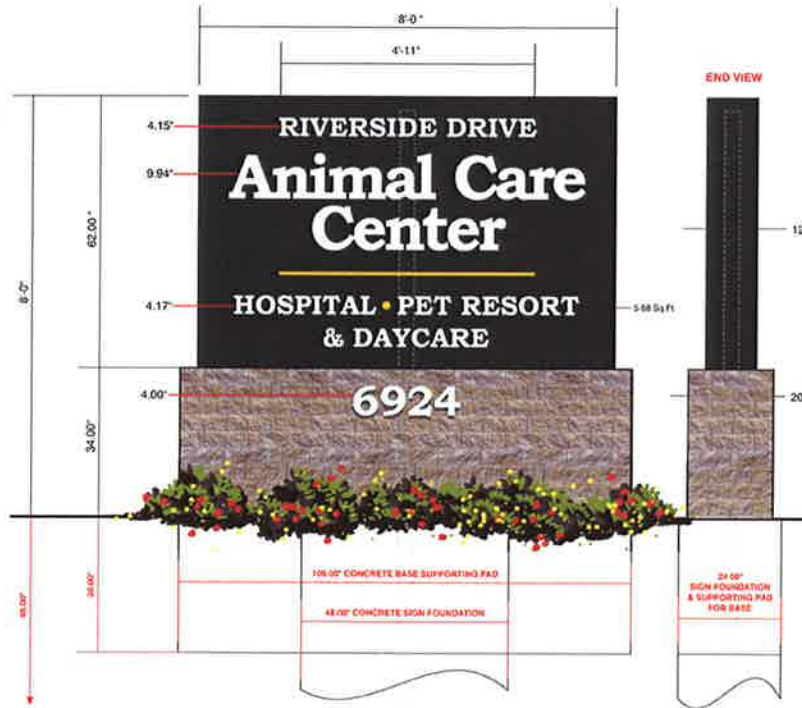 8'-0"
4'-11"
END VIEW
4.15"
RIVERSIDE DRIVE
9.94"
Animal Care
Center
62.00"
8'-0"
4.17"
HOSPITAL • PET RESORT
& DAYCARE
4.00"
6924
34.00"
CONCRETE BASE SUPPORTING PAD
48.00" CONCRETE SIGN FOUNDATION
SIGN FOUNDATION
& SUPPORTING PAD
FOR BASE